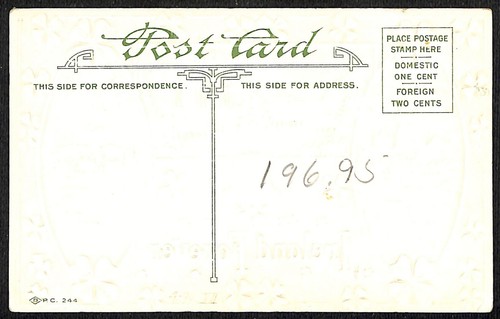 Post Card
PLACE POSTAGE
STAMP HERE
DOMESTIC
ONE CENT
FOREIGN
TWO CENTS
THIS SIDE FOR CORRESPONDENCE.
THIS SIDE FOR ADDRESS.
196.95
P.C. 244